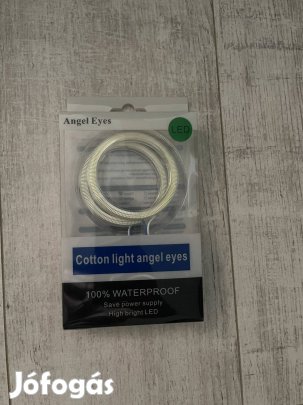 Angel Eyes
LED
Cotton light angel eyes
100% WATERPROOF
Save power supply
High bright LED
Jófogás